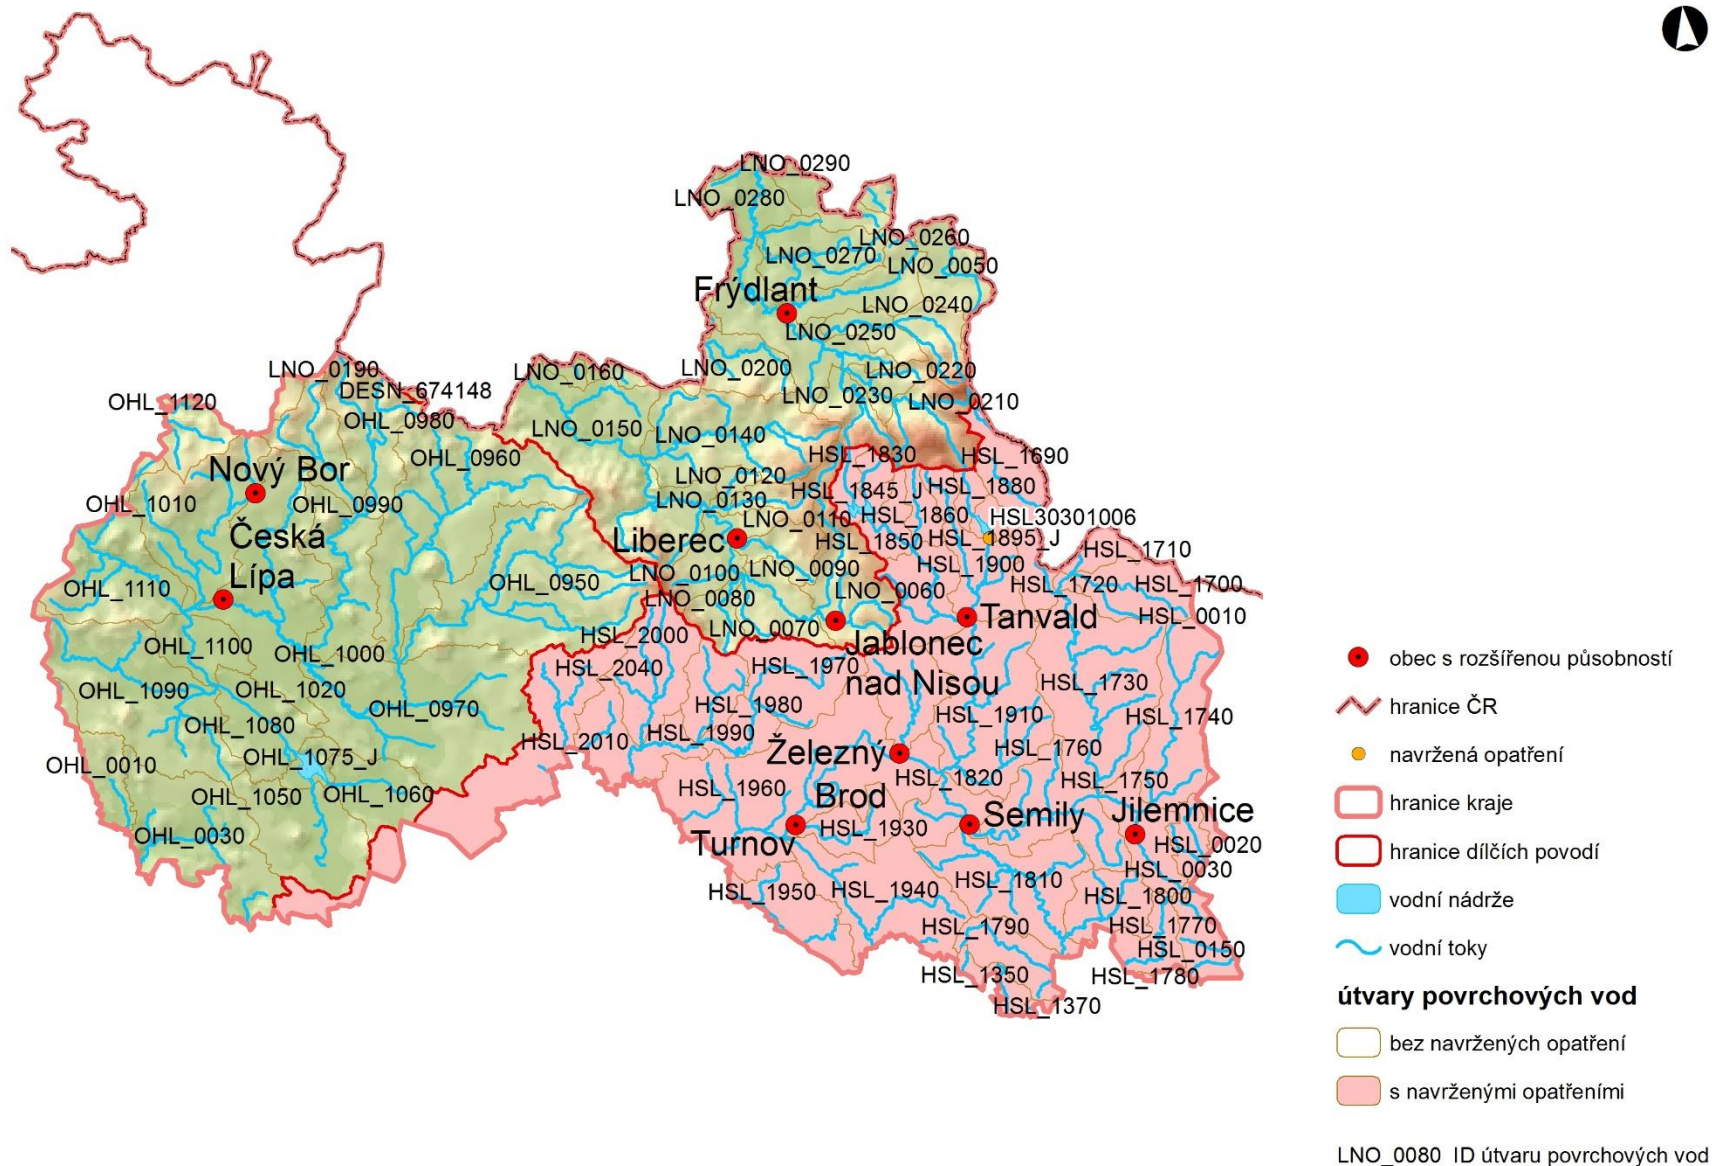 LNO_0290
LNO_0280
LNO_0260
LNO_0270
LNO_0050
Frýdlant
LNO_0240
LNO_0250
LNO_0190
LNO_0160
LNO_0200
LNO_0220
DESN_674148
LNO_0230
LNO_0210
OHL_1120
OHL_0980
LNO_0150
LNO_0140
OHL_0960
HSL_1830
HSL_1690
Nový Bor
LNO_0120
HSL_1845_J
HSL_1880
OHL_1010
OHL_0990
LNO_0130
LNO_0110
HSL_1860
HSL30301006
Česká
Lípa
Liberec
HSL_1850
HSL_1895_J
HSL_1710
LNO_0100
LNO_0090
HSL_1900
OHL_1110
OHL_0950
LNO_0080
LNO_0060
HSL_1720
HSL_1700
HSL_0010
Tanvald
LNO_0070
HSL_2000
OHL_1100
OHL_1000
HSL_2040
HSL_1970
Jablonec
nad Nisou
OHL_1090
OHL_1020
HSL_1730
OHL_0970
HSL_1980
HSL_1910
HSL_1740
OHL_1080
HSL_2010
HSL_1990
HSL_1760
OHL_0010
OHL_1075_J
Železný
Brod
HSL_1820
HSL_1750
OHL_1050
OHL_1060
HSL_1960
OHL_0030
Turnov
HSL_1930
Semily
Jilemnice
HSL_0020
HSL_0030
HSL_1950
HSL_1940
HSL_1810
HSL_1800
HSL_1790
HSL_1770
HSL_0150
HSL_1350
HSL_1780
HSL_1370
obec s rozšířenou působností
hranice ČR
navržená opatření
hranice kraje
hranice dílčích povodí
vodní nádrže
vodní toky
útvary povrchových vod
bez navržených opatření
s navrženými opatřeními
LNO_0080 ID útvaru povrchových vod